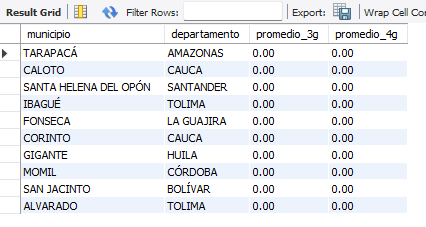 Result Grid Filter Rows: Export: Wrap Cell Co
municipio departamento promedio_3g promedio_4g
TARAPACÁ AMAZONAS 0.00 0.00
CALOTO CAUCA 0.00 0.00
SANTA HELENA DEL OPÓN SANTANDER 0.00 0.00
IBAGUÉ TOLIMA 0.00 0.00
FONSECA LA GUAJIRA 0.00 0.00
CORINTO CAUCA 0.00 0.00
GIGANTE HUILA 0.00 0.00
MOMIL CÓRDOBA 0.00 0.00
SAN JACINTO BOLÍVAR 0.00 0.00
ALVARADO TOLIMA 0.00 0.00